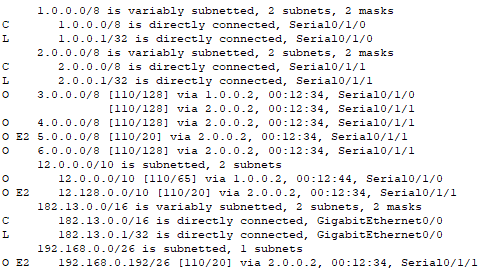 1.0.0.0/8 is variably subnetted, 2 subnets, 2 masks
C 1.0.0.0/8 is directly connected, Serial0/1/0
L 1.0.0.1/32 is directly connected, Serial0/1/0
2.0.0.0/8 is variably subnetted, 2 subnets, 2 masks
C 2.0.0.0/8 is directly connected, Serial0/1/1
L 2.0.0.1/32 is directly connected, Serial0/1/1
O 3.0.0.0/8 [110/128] via 1.0.0.2, 00:12:34, Serial0/1/0
[110/128] via 2.0.0.2, 00:12:34, Serial0/1/1
O 4.0.0.0/8 [110/128] via 2.0.0.2, 00:12:34, Serial0/1/1
O E2 5.0.0.0/8 [110/20] via 2.0.0.2, 00:12:34, Serial0/1/1
O 6.0.0.0/8 [110/128] via 2.0.0.2, 00:12:34, Serial0/1/1
12.0.0.0/10 is subnetted, 2 subnets
O 12.0.0.0/10 [110/65] via 1.0.0.2, 00:12:44, Serial0/1/0
O E2 12.128.0.0/10 [110/20] via 2.0.0.2, 00:12:34, Serial0/1/1
182.13.0.0/16 is variably subnetted, 2 subnets, 2 masks
C 182.13.0.0/16 is directly connected, GigabitEthernet0/0
L 182.13.0.1/32 is directly connected, GigabitEthernet0/0
192.168.0.0/26 is subnetted, 1 subnets
O E2 192.168.0.192/26 [110/20] via 2.0.0.2, 00:12:34, Serial0/1/1